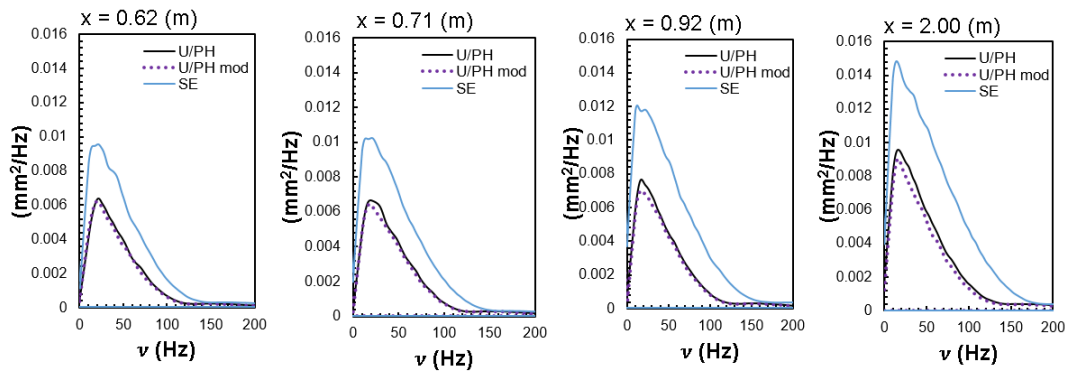 x = 0.62 (m)
0.016
0.014
0.012
0.01
0.008
0.006
0.004
0.002
0
(mm²/Hz)
U/PH
U/PH mod
SE
0 50 100 150 200
ν (Hz)
x = 0.71 (m)
0.016
0.014
0.012
0.01
0.008
0.006
0.004
0.002
0
(mm²/Hz)
U/PH
U/PH mod
SE
0 50 100 150 200
ν (Hz)
x = 0.92 (m)
0.016
0.014
0.012
0.01
0.008
0.006
0.004
0.002
0
(mm²/Hz)
U/PH
U/PH mod
SE
0 50 100 150 200
ν (Hz)
x = 2.00 (m)
0.016
0.014
0.012
0.01
0.008
0.006
0.004
0.002
0
(mm²/Hz)
U/PH
U/PH mod
SE
0 50 100 150 200
ν (Hz)